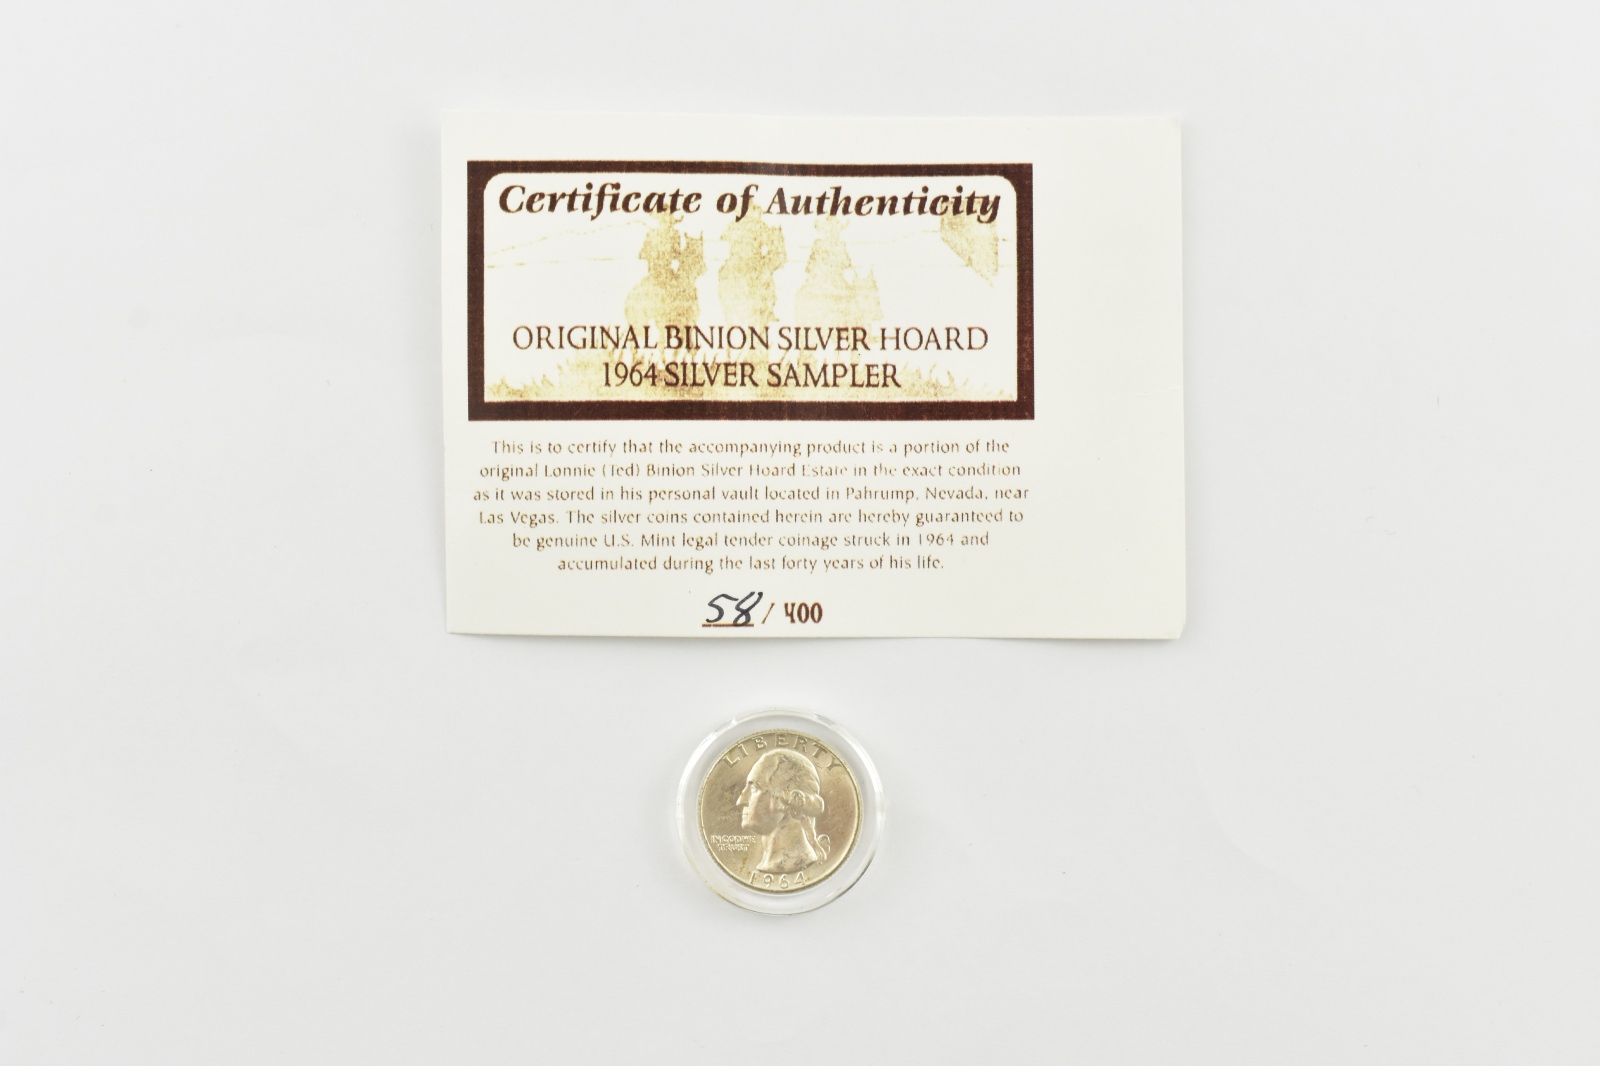 Certificate of Authenticity
ORIGINAL BINION SILVER HOARD
1964 SILVER SAMPLER
This is to certify that the accompanying product is a portion of the
original Lonnie (Ted) Binion Silver Hoard Estate in the exact condition
as it was stored in his personal vault located in Pahrump, Nevada, near
Las Vegas. The silver coins contained herein are hereby guaranteed to
be genuine U.S. Mint legal tender coinage struck in 1964 and
accumulated during the last forty years of his life.
58 / 400
LIBERTY
IN GOD WE
TRUST
1964